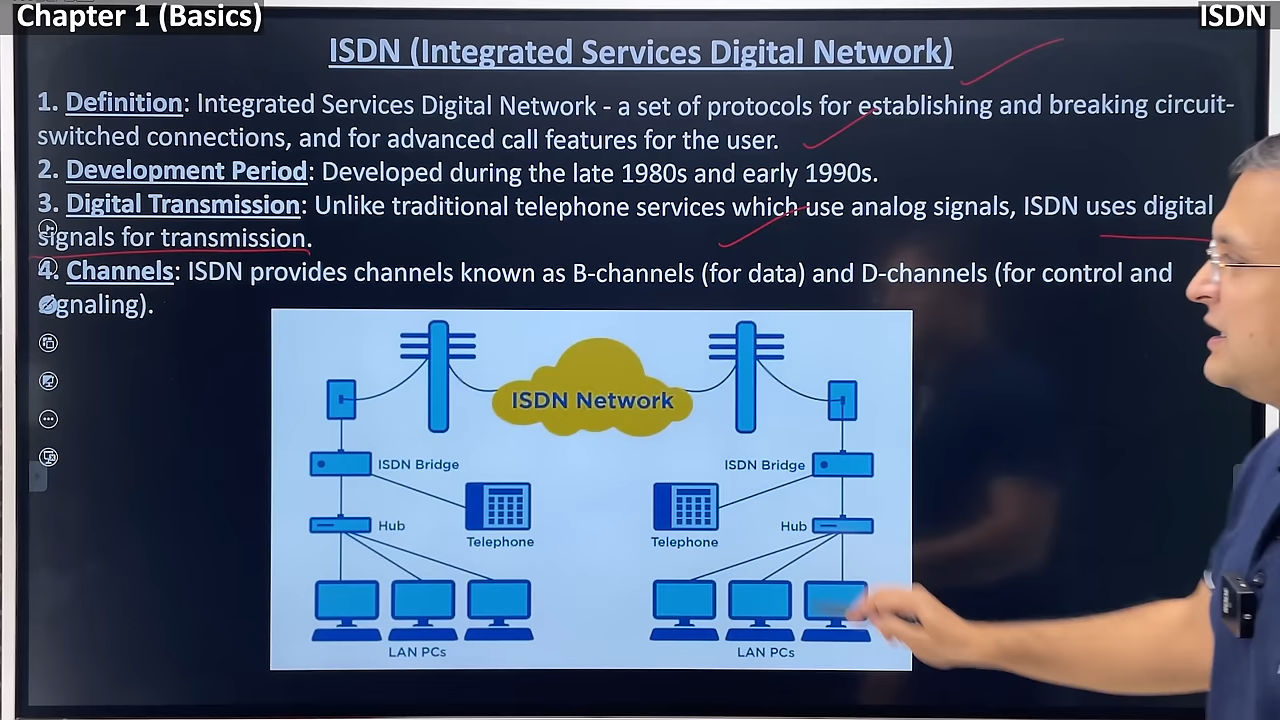 Chapter 1 (Basics)
ISDN
ISDN (Integrated Services Digital Network)
1. Definition: Integrated Services Digital Network - a set of protocols for establishing and breaking circuit-
switched connections, and for advanced call features for the user.
2. Development Period: Developed during the late 1980s and early 1990s.
3. Digital Transmission: Unlike traditional telephone services which use analog signals, ISDN uses digital
signals for transmission.
4. Channels: ISDN provides channels known as B-channels (for data) and D-channels (for control and
signaling).
ISDN Network
ISDN Bridge
ISDN Bridge
Hub
Hub
Telephone
Telephone
LAN PCs
LAN PCs